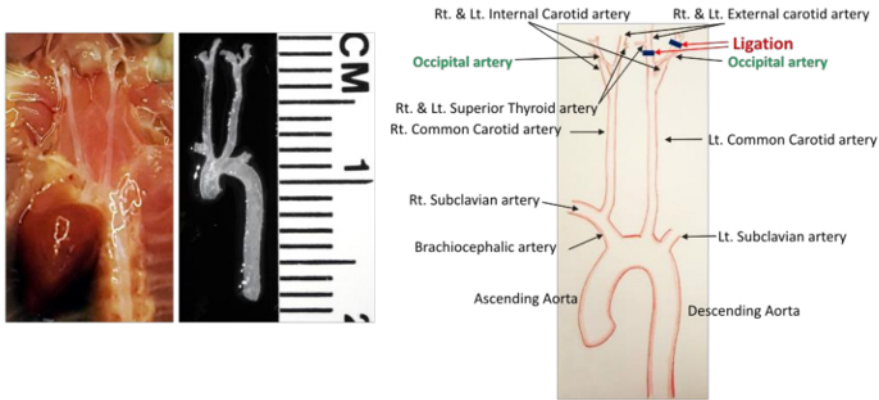 CM
1
2
Rt. & Lt. Internal Carotid artery
Rt. & Lt. External carotid artery
Ligation
Occipital artery
Occipital artery
Rt. & Lt. Superior Thyroid artery
Rt. Common Carotid artery
Lt. Common Carotid artery
Rt. Subclavian artery
Lt. Subclavian artery
Brachiocephalic artery
Ascending Aorta
Descending Aorta